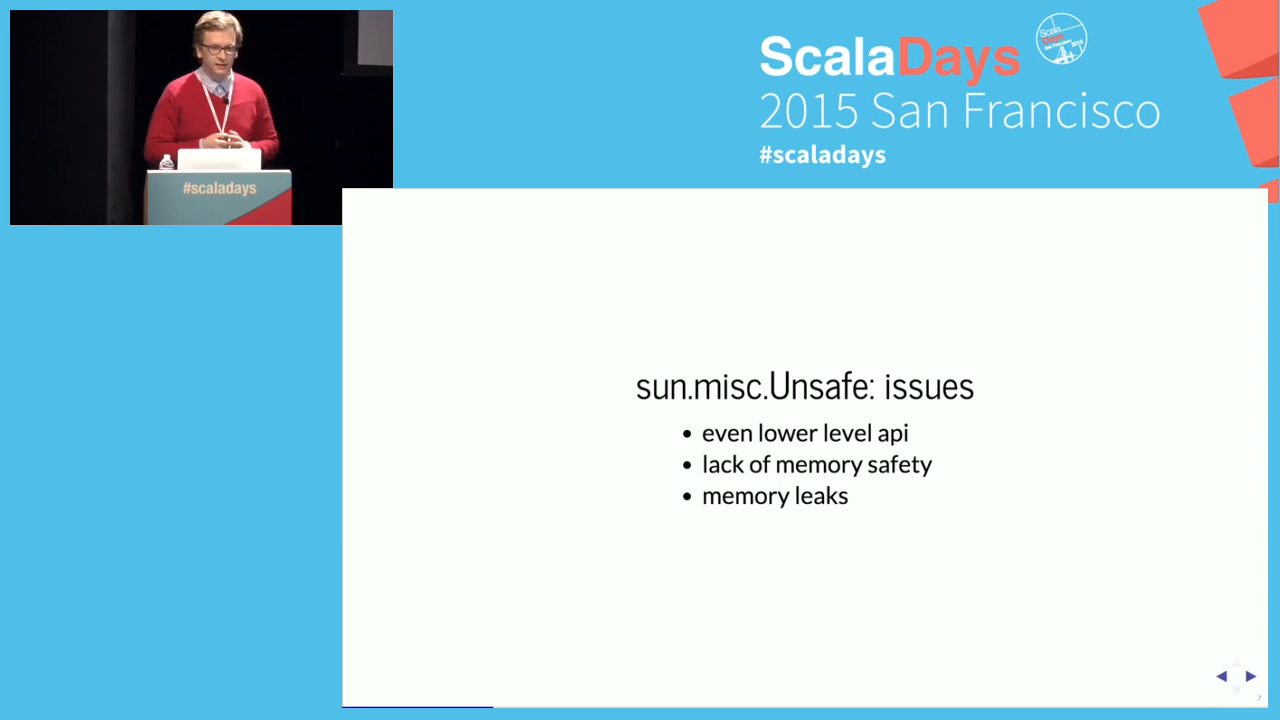 ScalaDays
2015 San Francisco
#scaladays
#scaladays
sun.misc.Unsafe: issues
• even lower level api
• lack of memory safety
• memory leaks
7